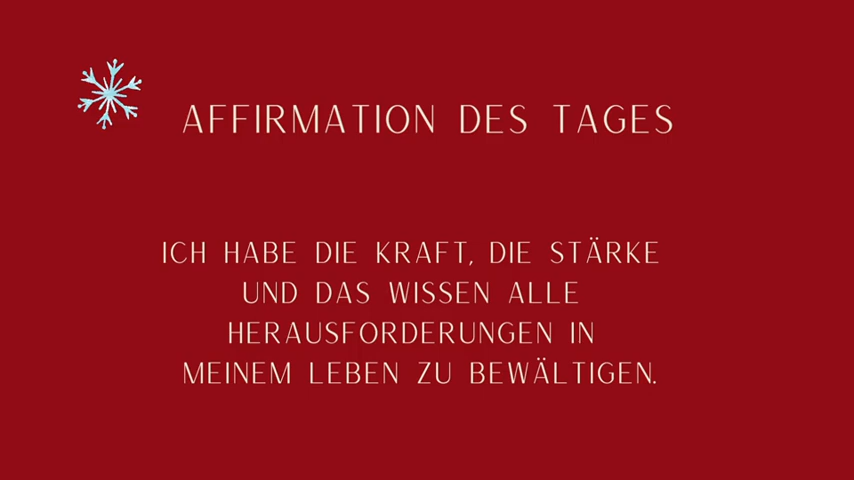 AFFIRMATION DES TAGES
ICH HABE DIE KRAFT, DIE STÄRKE
UND DAS WISSEN ALLE
HERAUSFORDERUNGEN IN
MEINEM LEBEN ZU BEWÄLTIGEN.